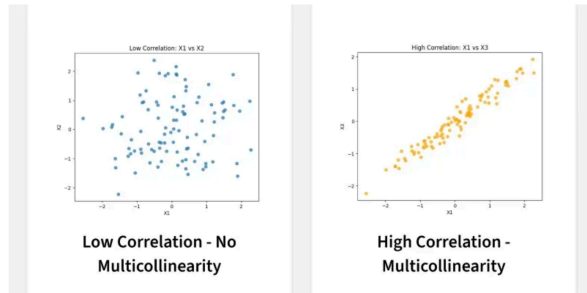 Low Correlation: X1 vs X2
2
1
0
−1
−2
X2
−2
−1
0
1
2
X1
Low Correlation - No
Multicollinearity
High Correlation: X1 vs X3
2
1
0
−1
−2
X3
−2
−1
0
1
2
X1
High Correlation -
Multicollinearity